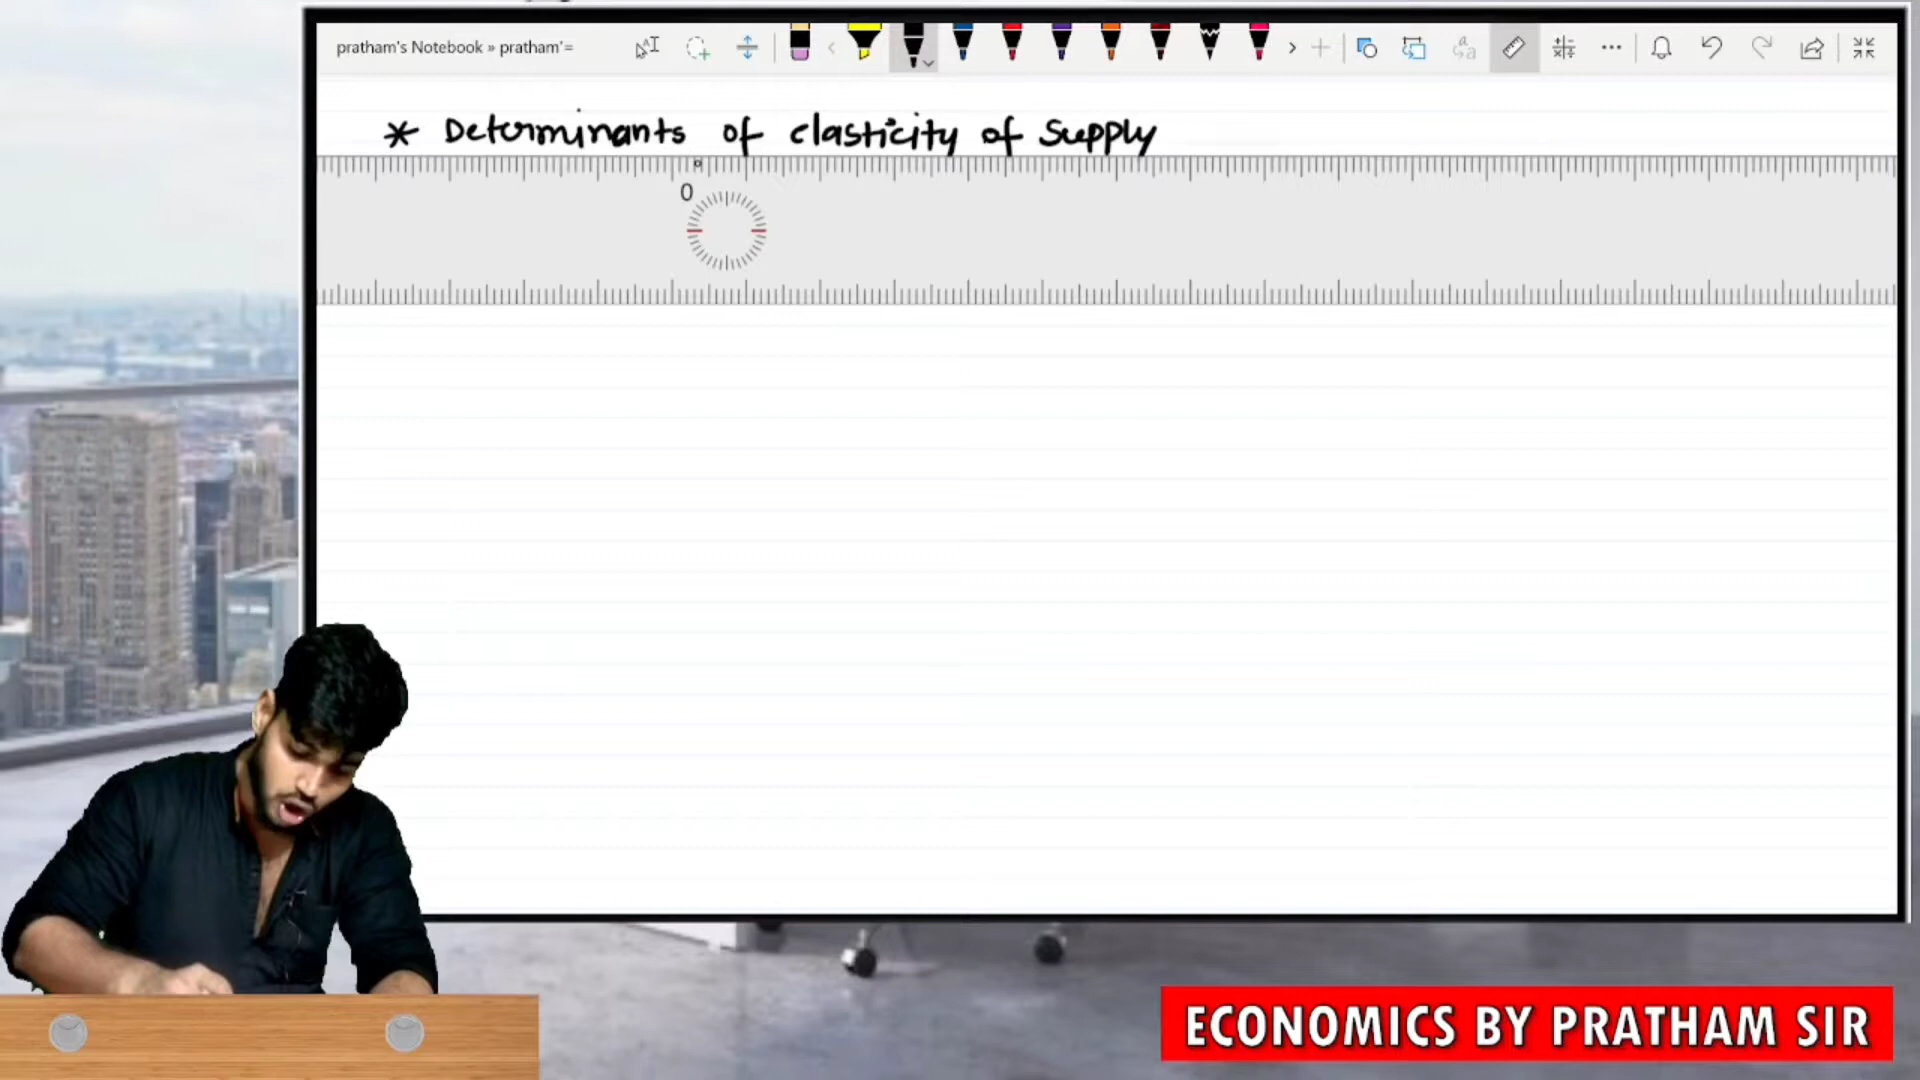 pratham's Notebook » pratham'=
* Determinants of elasticity of Supply
0
ECONOMICS BY PRATHAM SIR